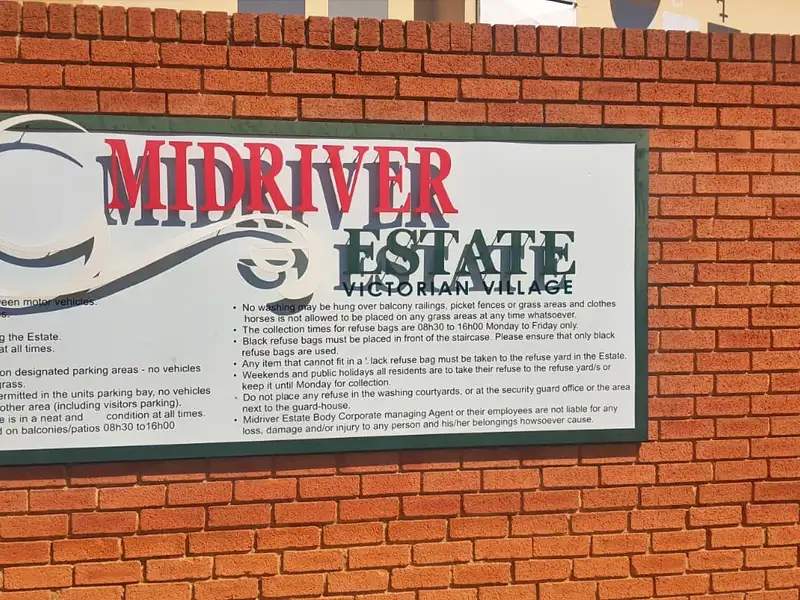 MIDRIVER
ESTATE
VICTORIAN VILLAGE
een motor vehicles.
s.
g the Estate.
at all times.
on designated parking areas - no vehicles
grass.
ermitted in the units parking bay, no vehicles
other area (including visitors parking).
e is in a neat and condition at all times.
d on balconies/patios 08h30 to16h00
• No washing may be hung over balcony railings, picket fences or grass areas and clothes
horses is not allowed to be placed on any grass areas at any time whatsoever.
• The collection times for refuse bags are 08h30 to 16h00 Monday to Friday only.
• Black refuse bags must be placed in front of the staircase. Please ensure that only black
refuse bags are used.
• Any item that cannot fit in a lack refuse bag must be taken to the refuse yard in the Estate.
• Weekends and public holidays all residents are to take their refuse to the refuse yard/s or
keep it until Monday for collection.
• Do not place any refuse in the washing courtyards, or at the security guard office or the area
next to the guard-house.
• Midriver Estate Body Corporate managing Agent or their employees are not liable for any
loss, damage and/or injury to any person and his/her belongings howsoever cause.